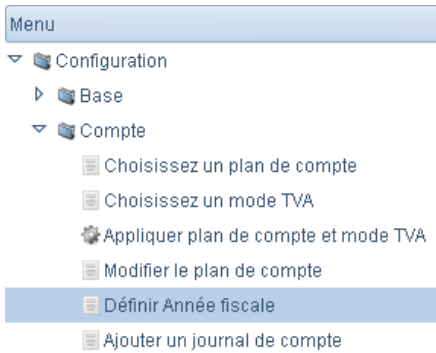 Menu
Configuration
Base
Compte
Choisissez un plan de compte
Choisissez un mode TVA
Appliquer plan de compte et mode TVA
Modifier le plan de compte
Définir Année fiscale
Ajouter un journal de compte